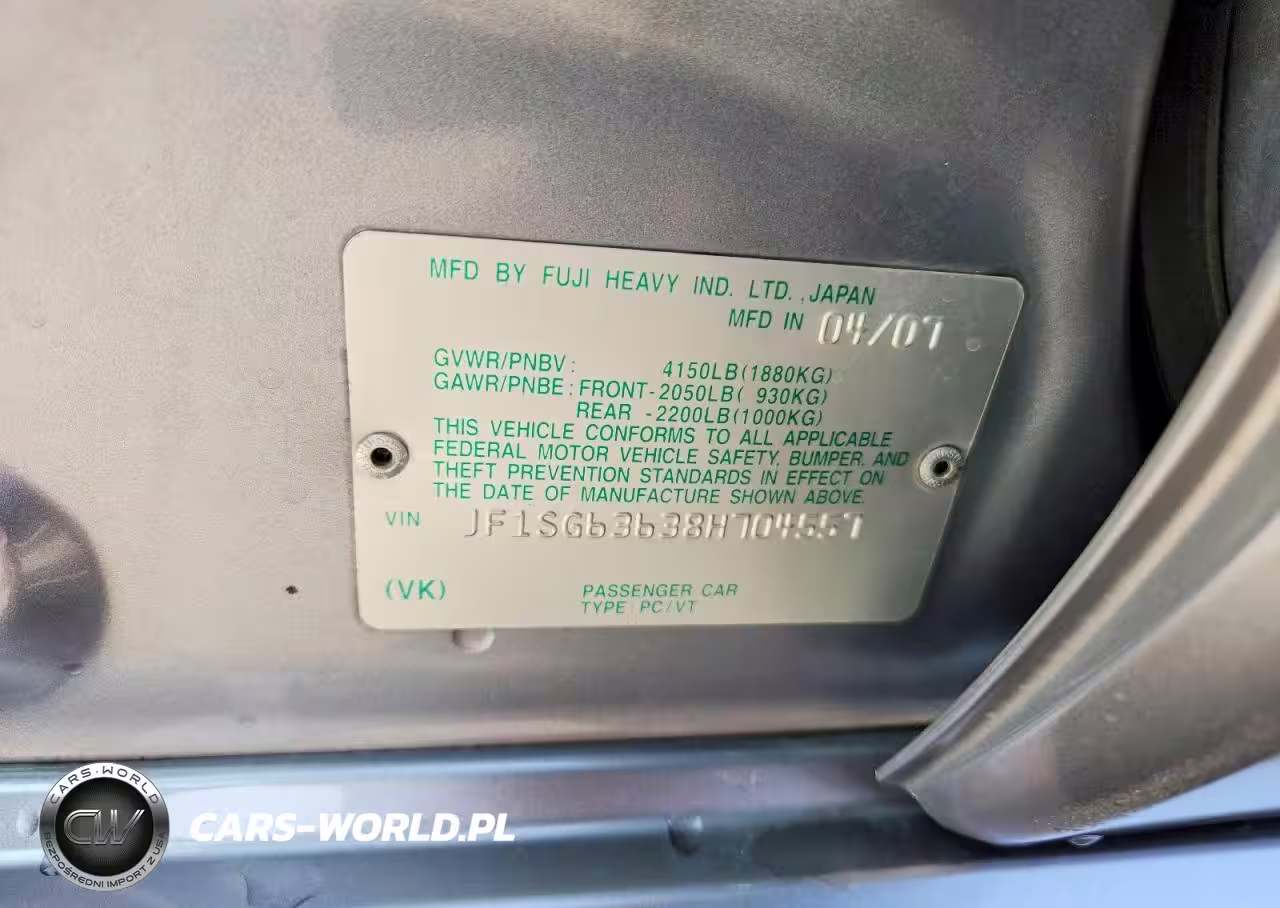 MFD BY FUJI HEAVY IND. LTD., JAPAN
MFD IN 04/07
GVWR/PNBV: 4150LB(1880KG)
GAWR/PNBE: FRONT-2050LB( 930KG)
REAR -2200LB(1000KG)
THIS VEHICLE CONFORMS TO ALL APPLICABLE
FEDERAL MOTOR VEHICLE SAFETY, BUMPER, AND
THEFT PREVENTION STANDARDS IN EFFECT ON
THE DATE OF MANUFACTURE SHOWN ABOVE.
VIN JF1SG63638H704557
(VK) PASSENGER CAR
TYPE: PC/VT
CARS-WORLD
CW
BEZPOŚREDNI IMPORT Z USA
CARS-WORLD.PL